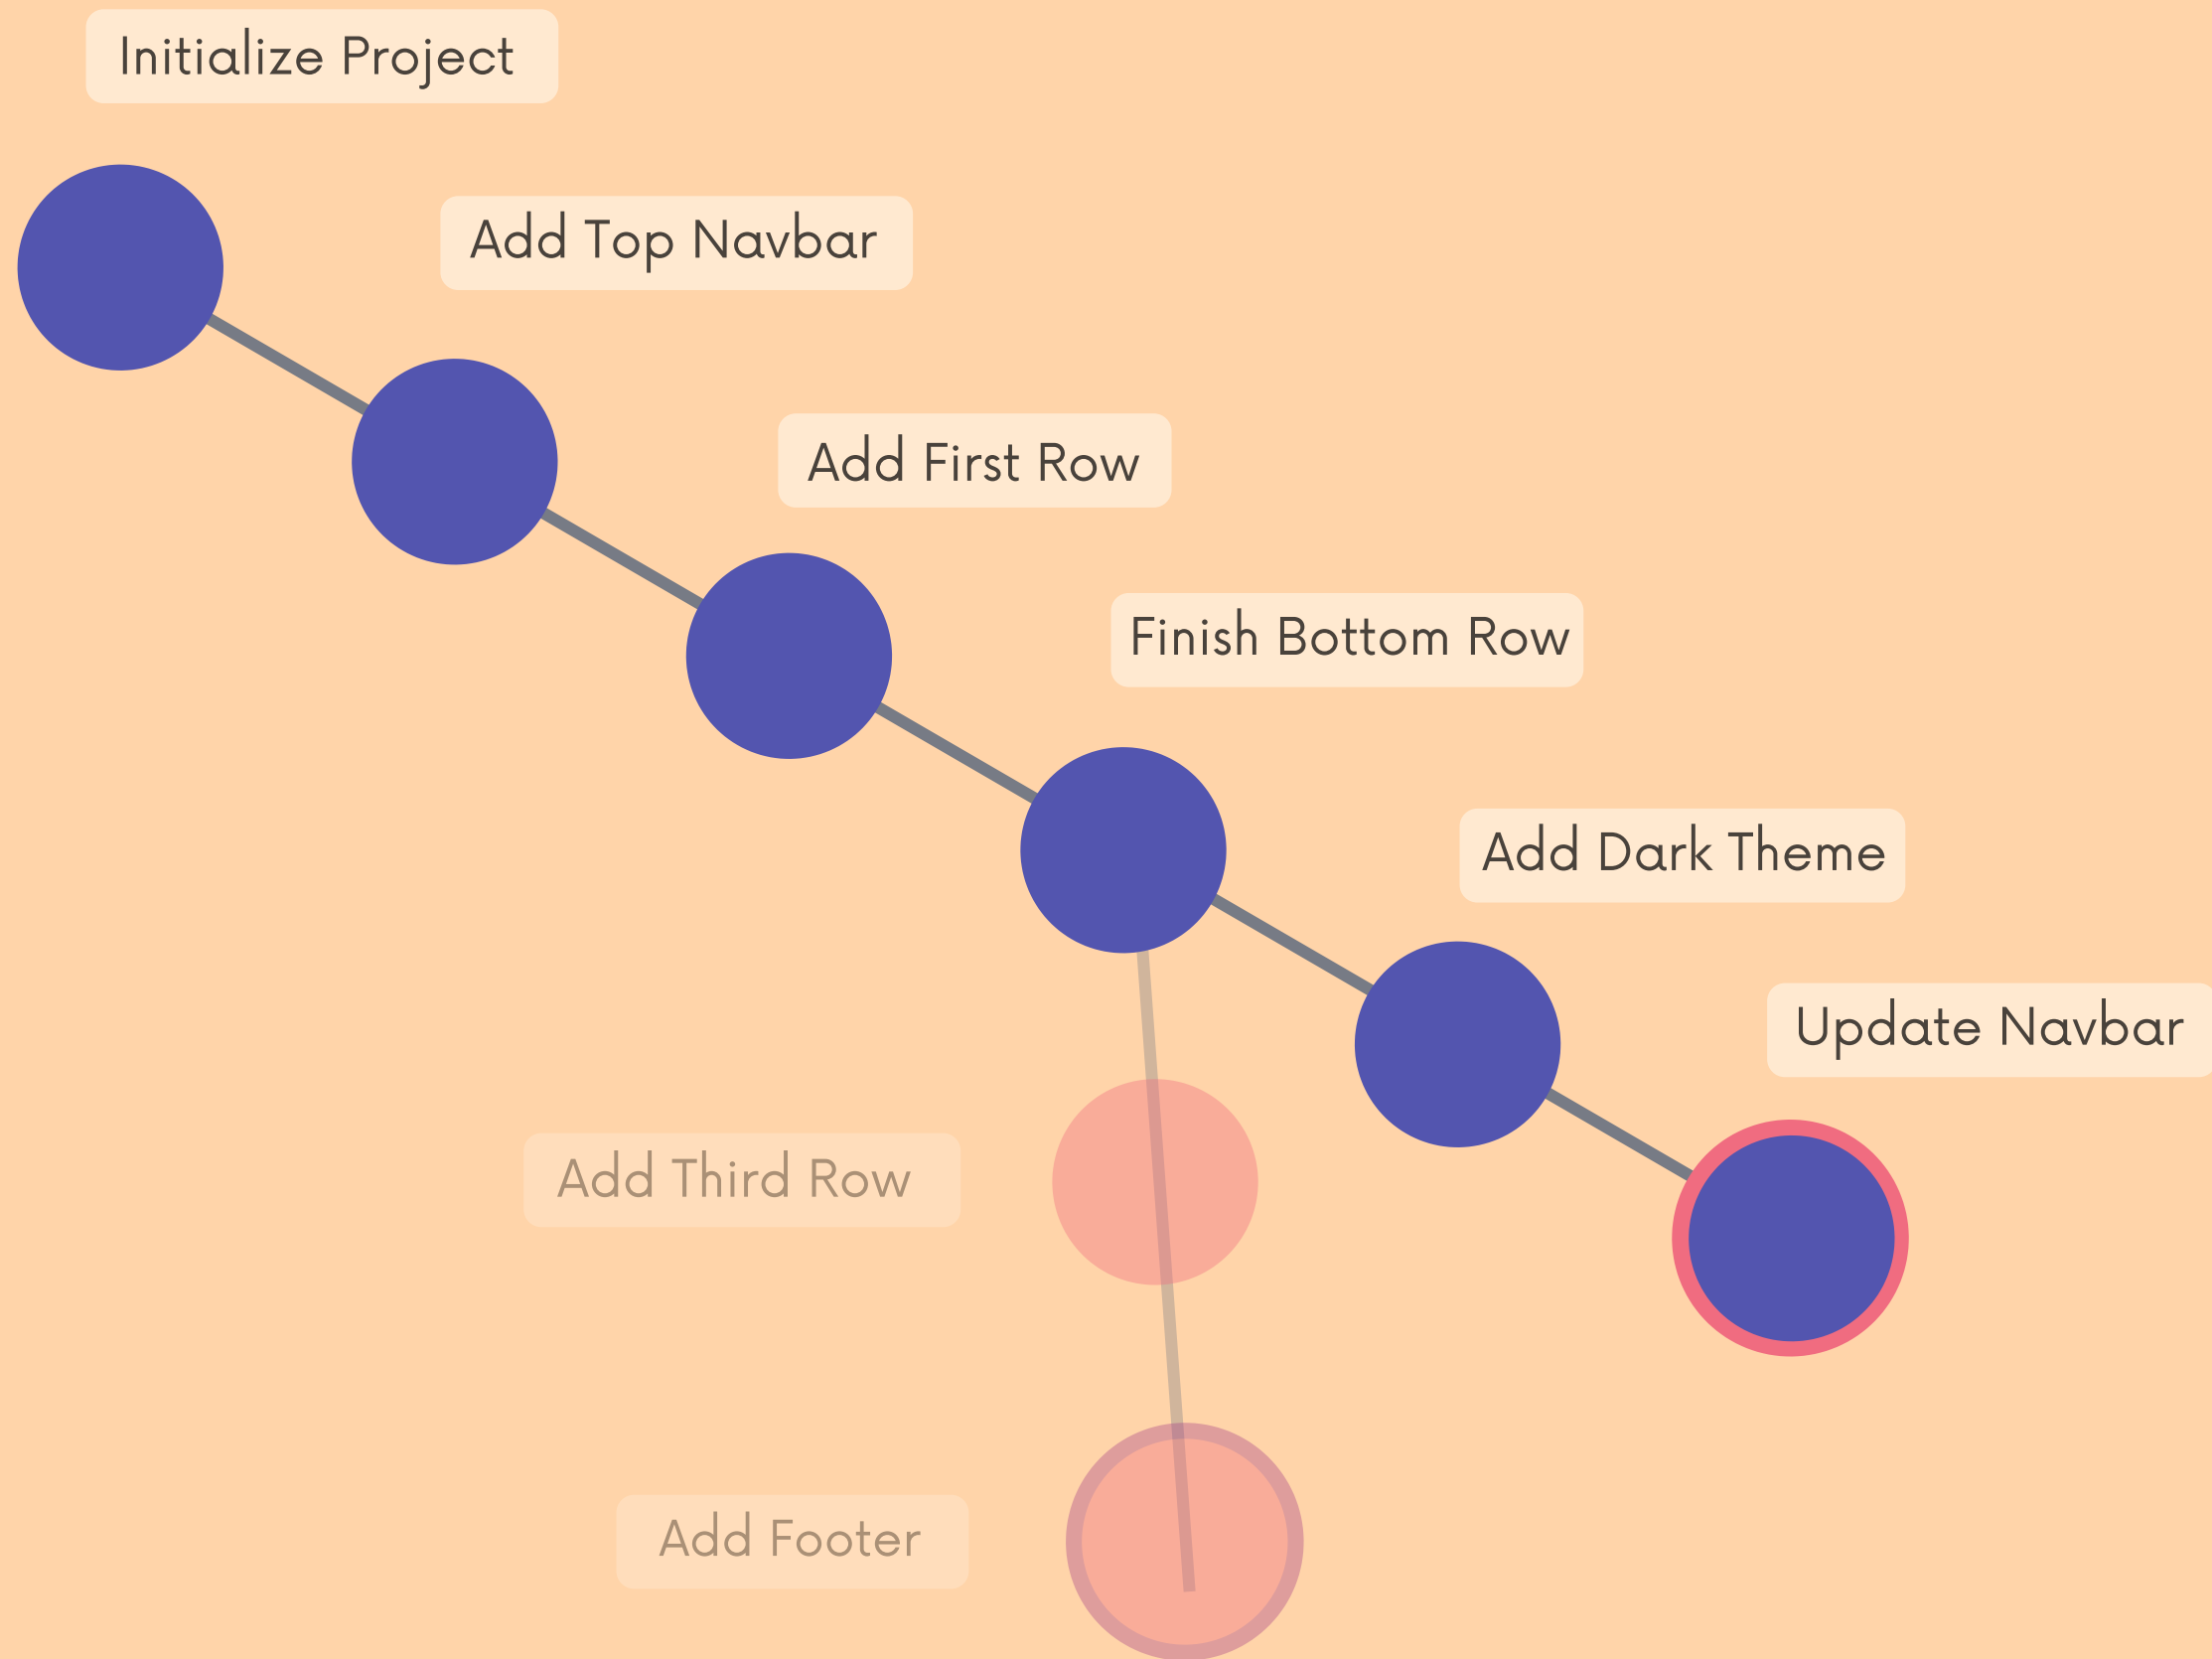 Initialize Project
Add Top Navbar
Add First Row
Finish Bottom Row
Add Dark Theme
Update Navbar
Add Third Row
Add Footer